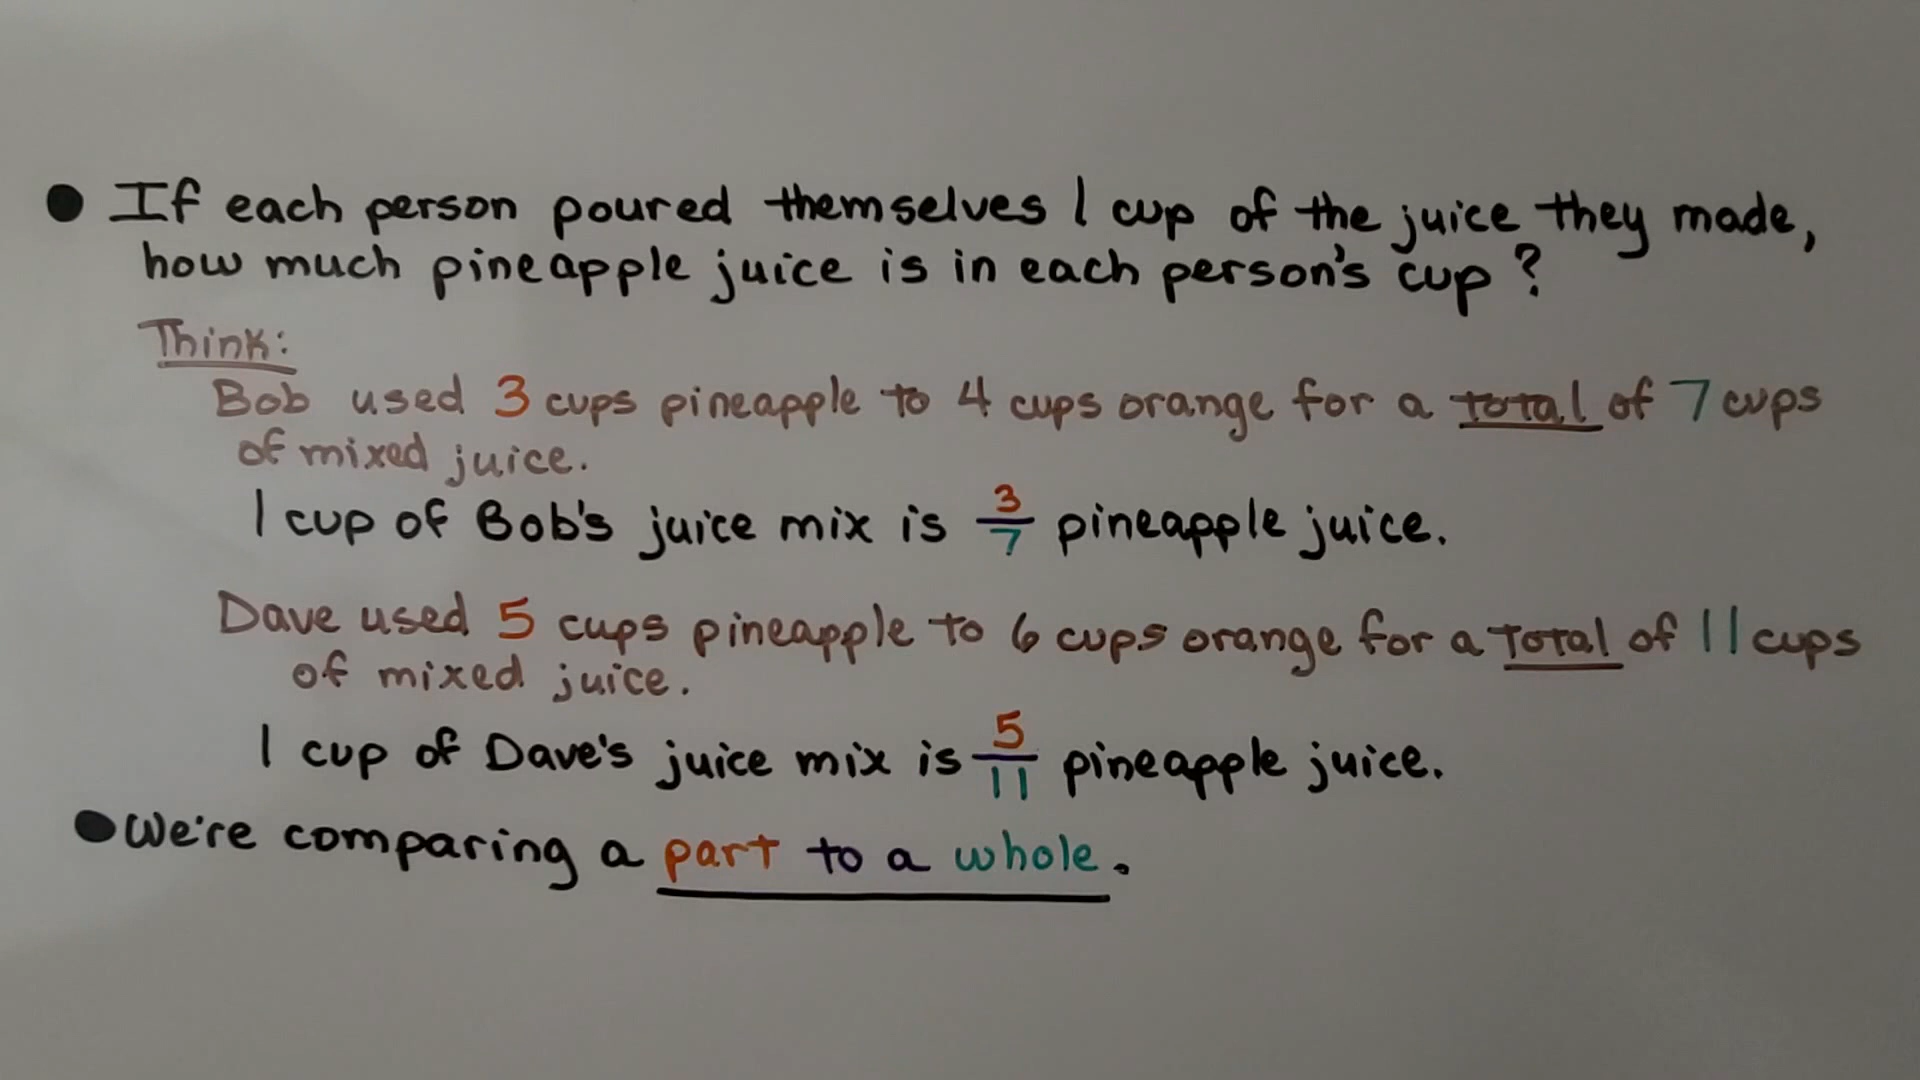 ● If each person poured themselves 1 cup of the juice they made,
how much pineapple juice is in each person's cup?
Think:
Bob used 3 cups pineapple to 4 cups orange for a total of 7 cups
of mixed juice.
1 cup of Bob's juice mix is 3/7 pineapple juice.
Dave used 5 cups pineapple to 6 cups orange for a total of 11 cups
of mixed juice.
1 cup of Dave's juice mix is 5/11 pineapple juice.
● We're comparing a part to a whole.